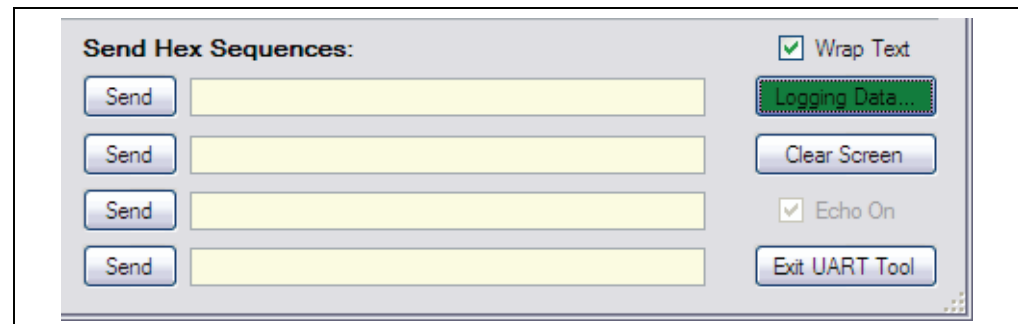 Send Hex Sequences:
Wrap Text
Send
Logging Data...
Send
Clear Screen
Send
Echo On
Send
Exit UART Tool